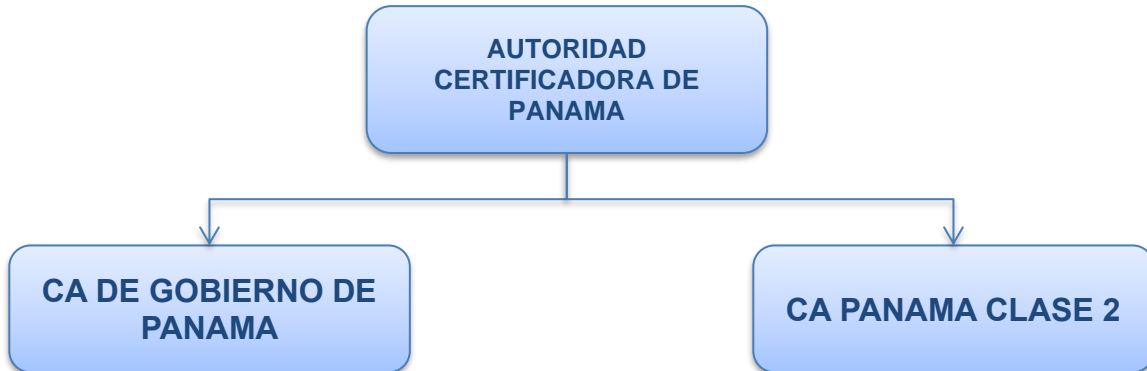 AUTORIDAD
CERTIFICADORA DE
PANAMA
CA DE GOBIERNO DE
PANAMA
CA PANAMA CLASE 2